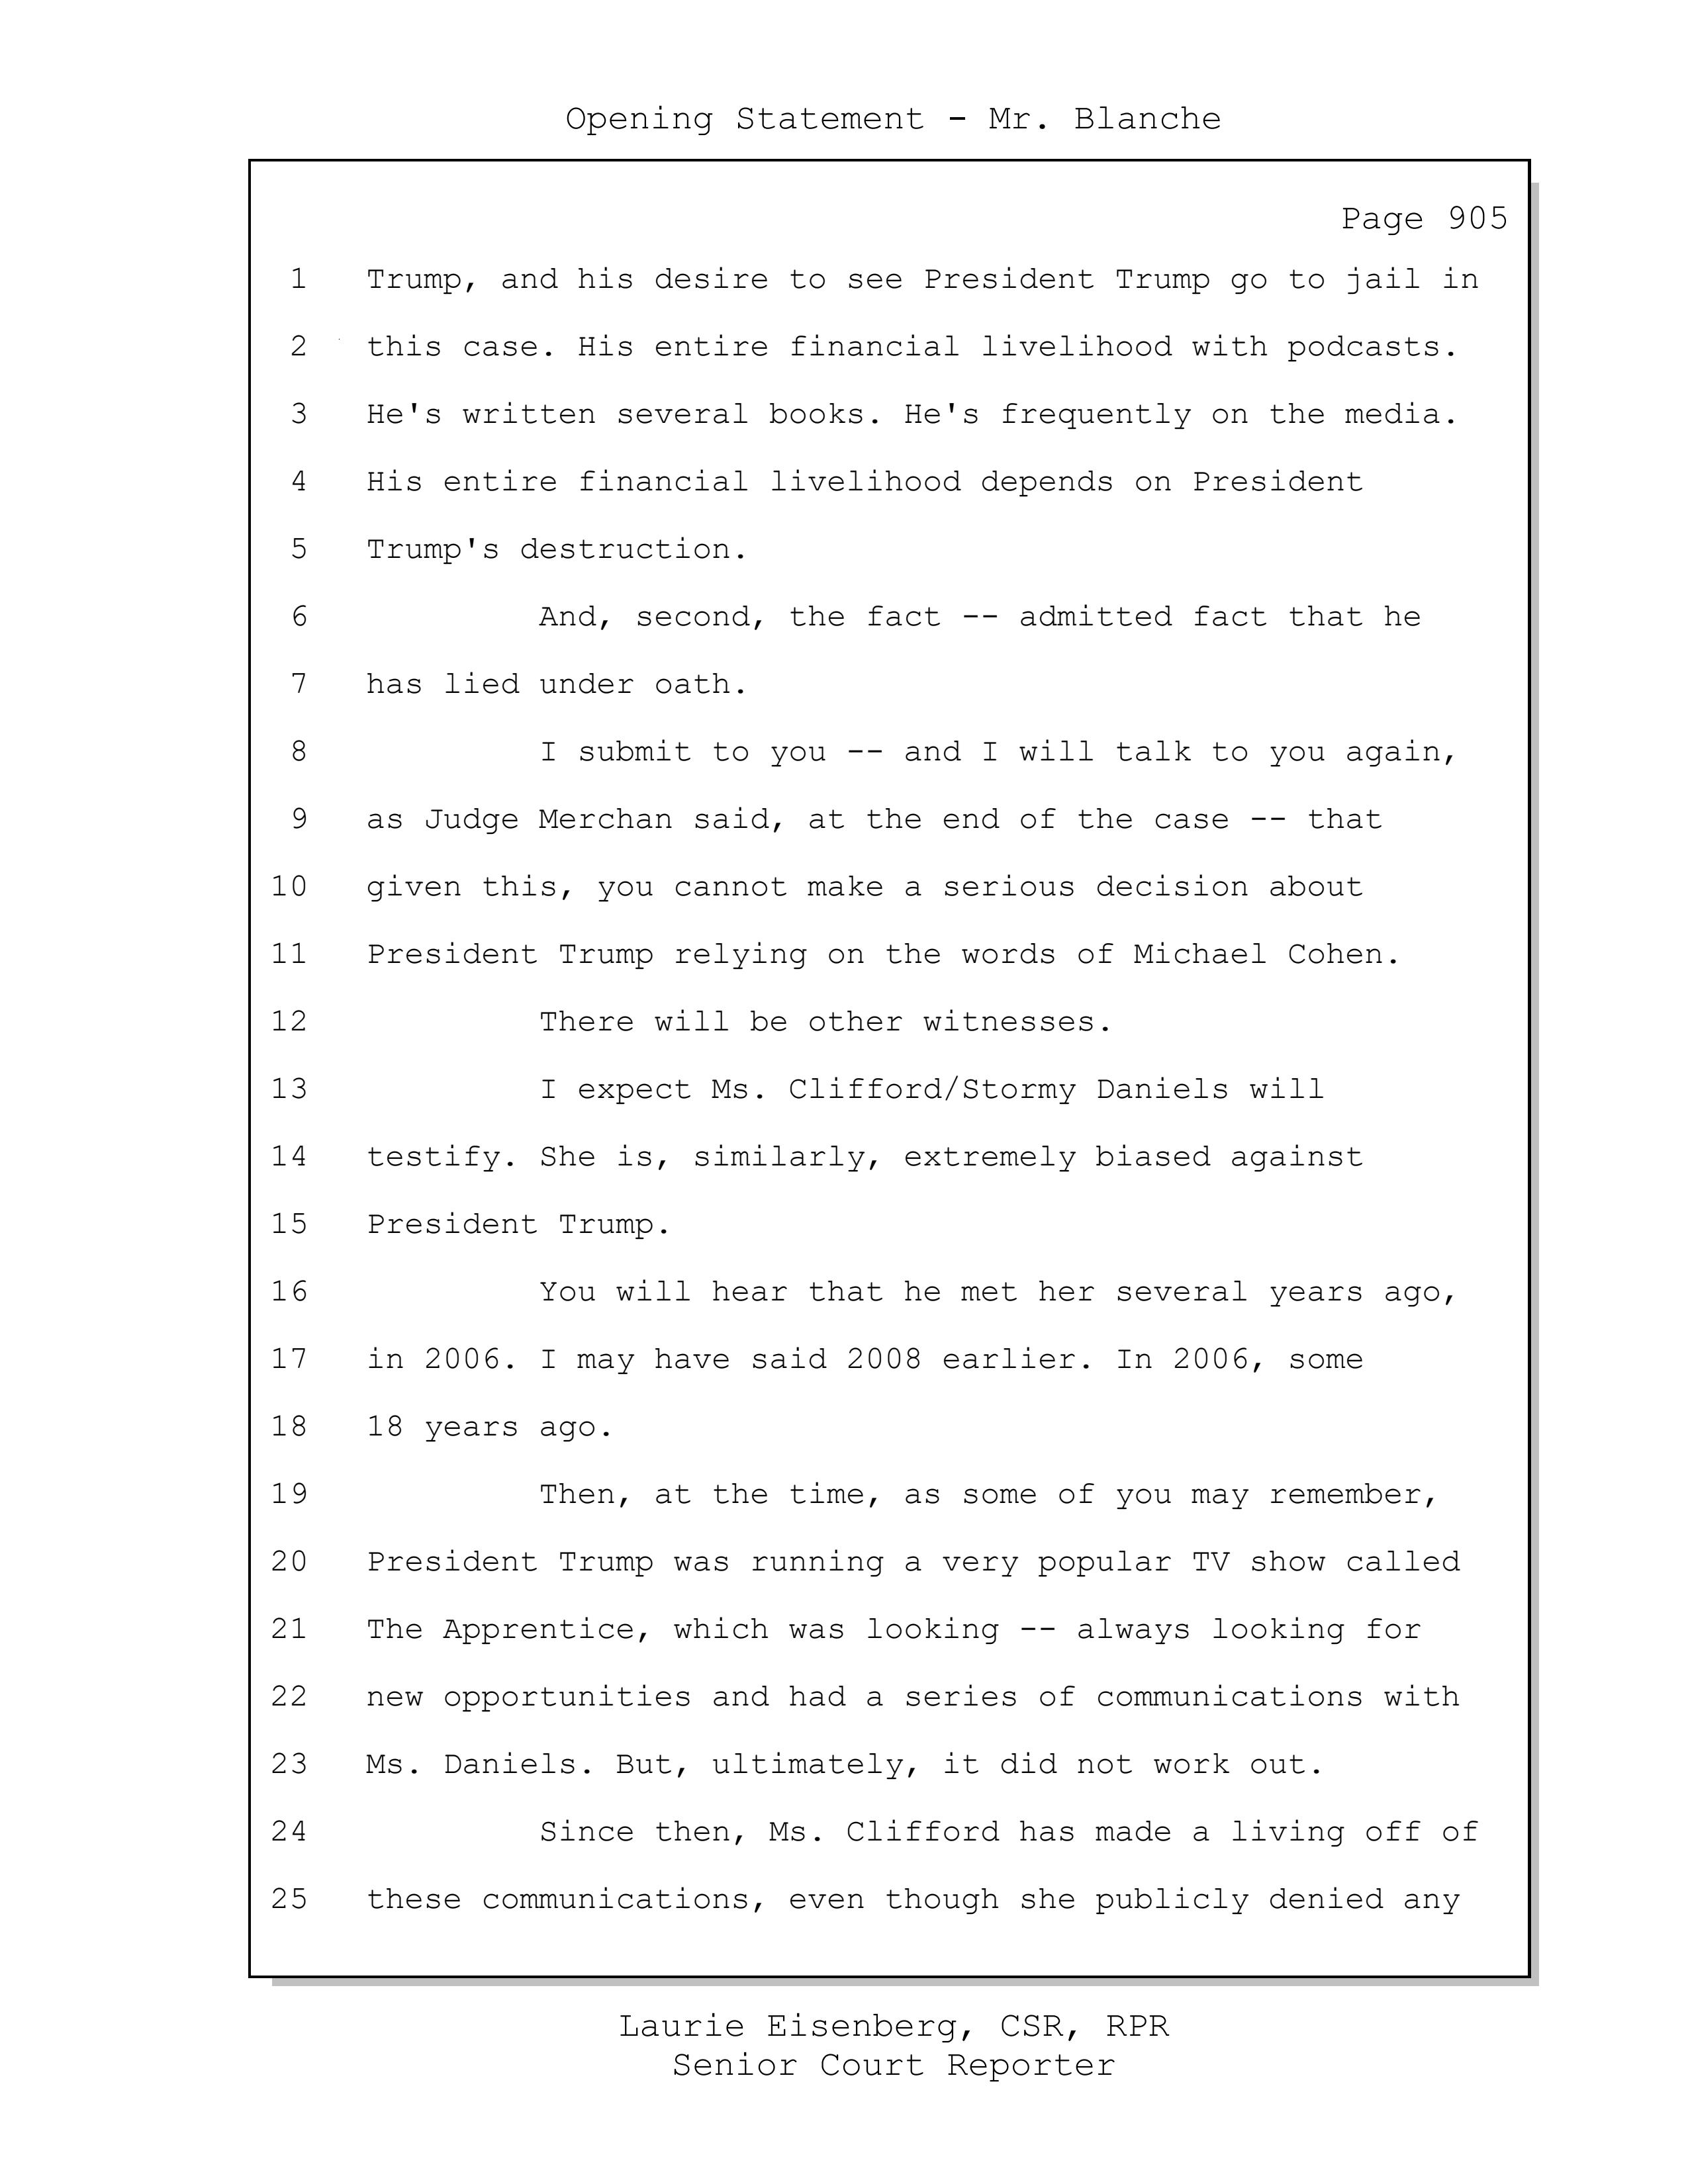 Opening Statement - Mr. Blanche
Page 905
1 Trump, and his desire to see President Trump go to jail in
2 this case. His entire financial livelihood with podcasts.
3 He's written several books. He's frequently on the media.
4 His entire financial livelihood depends on President
5 Trump's destruction.
6 And, second, the fact -- admitted fact that he
7 has lied under oath.
8 I submit to you -- and I will talk to you again,
9 as Judge Merchan said, at the end of the case -- that
10 given this, you cannot make a serious decision about
11 President Trump relying on the words of Michael Cohen.
12 There will be other witnesses.
13 I expect Ms. Clifford/Stormy Daniels will
14 testify. She is, similarly, extremely biased against
15 President Trump.
16 You will hear that he met her several years ago,
17 in 2006. I may have said 2008 earlier. In 2006, some
18 18 years ago.
19 Then, at the time, as some of you may remember,
20 President Trump was running a very popular TV show called
21 The Apprentice, which was looking -- always looking for
22 new opportunities and had a series of communications with
23 Ms. Daniels. But, ultimately, it did not work out.
24 Since then, Ms. Clifford has made a living off of
25 these communications, even though she publicly denied any
Laurie Eisenberg, CSR, RPR
Senior Court Reporter